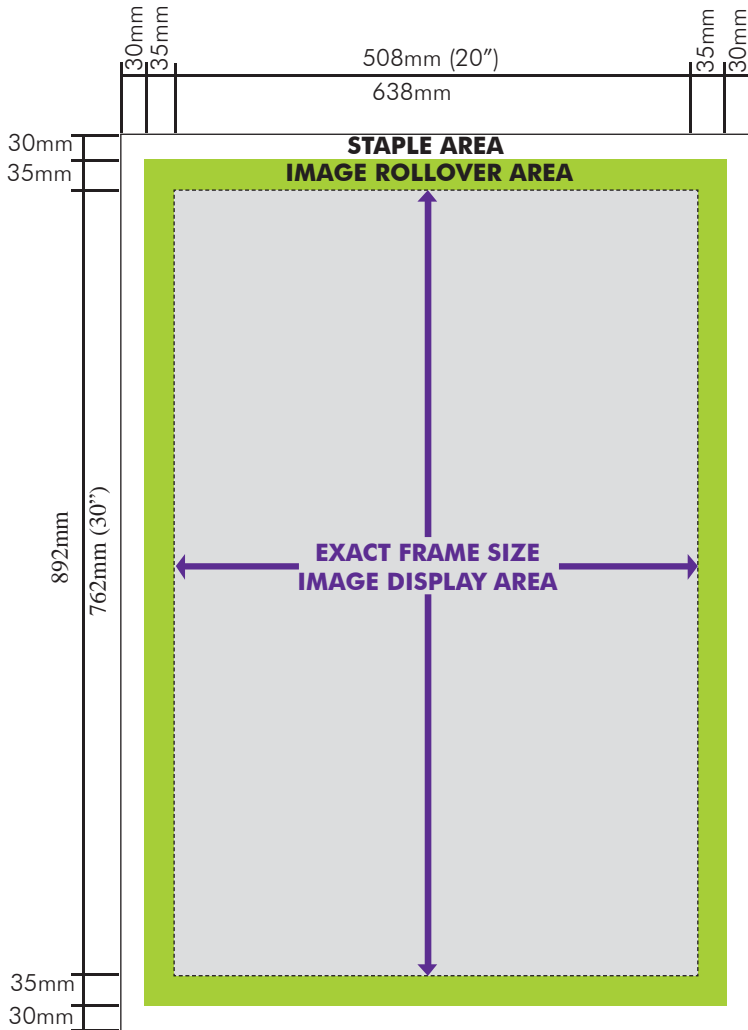 30mm
35mm
508mm (20”)
35mm
30mm
638mm
30mm
STAPLE AREA
35mm
IMAGE ROLLOVER AREA
892mm
762mm (30”)
EXACT FRAME SIZE
IMAGE DISPLAY AREA
35mm
30mm